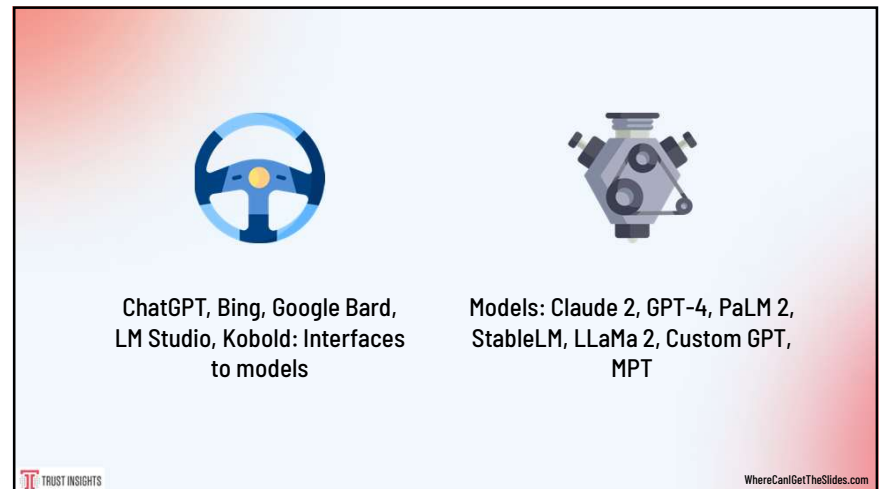 ChatGPT, Bing, Google Bard,
LM Studio, Kobold: Interfaces
to models
Models: Claude 2, GPT-4, PaLM 2,
StableLM, LLaMa 2, Custom GPT,
MPT
TRUST INSIGHTS
WhereCanIGetTheSlides.com